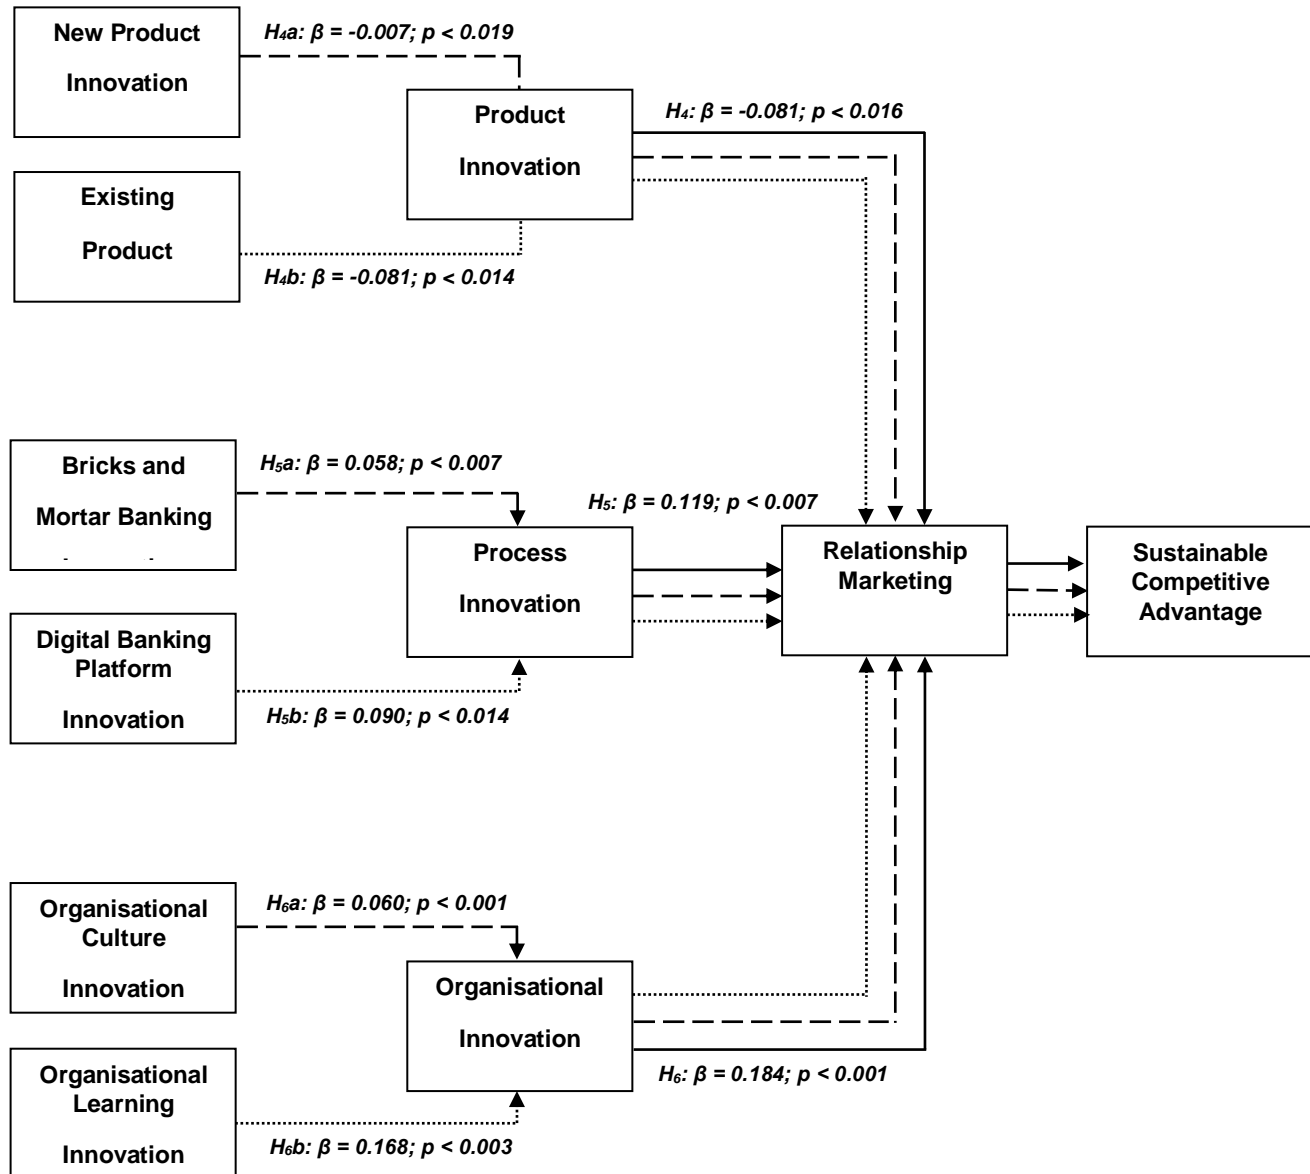 New Product
Innovation
H₄a: β = -0.007; p < 0.019
Product
Innovation
H₄: β = -0.081; p < 0.016
Existing
Product
H₄b: β = -0.081; p < 0.014
Bricks and
Mortar Banking
H₅a: β = 0.058; p < 0.007
Process
Innovation
H₅: β = 0.119; p < 0.007
Relationship
Marketing
Sustainable
Competitive
Advantage
Digital Banking
Platform
Innovation
H₅b: β = 0.090; p < 0.014
Organisational
Culture
Innovation
H₆a: β = 0.060; p < 0.001
Organisational
Innovation
H₆: β = 0.184; p < 0.001
Organisational
Learning
Innovation
H₆b: β = 0.168; p < 0.003